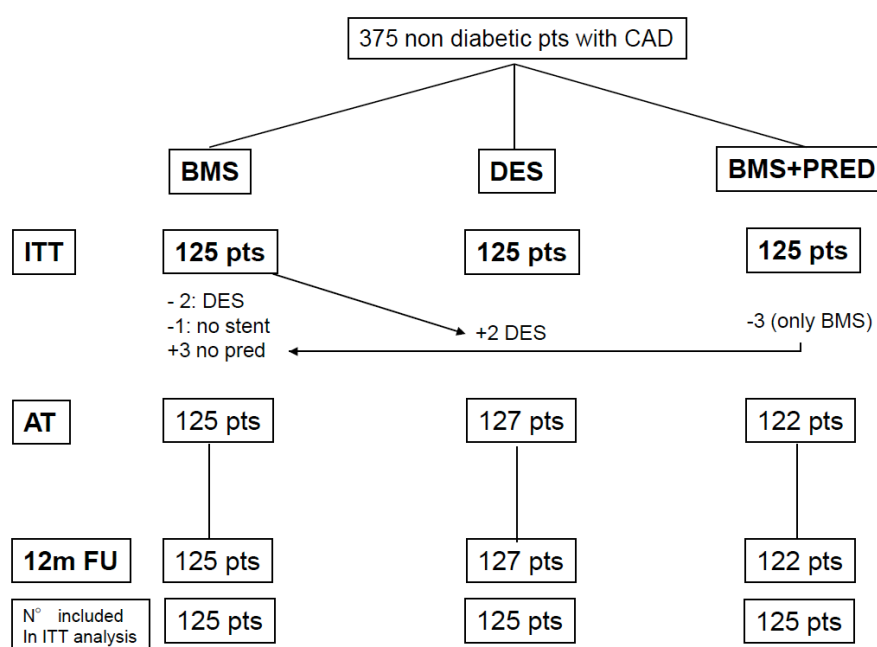 375 non diabetic pts with CAD
BMS
DES
BMS+PRED
ITT
125 pts
125 pts
125 pts
- 2: DES
-1: no stent
+3 no pred
+2 DES
-3 (only BMS)
AT
125 pts
127 pts
122 pts
12m FU
125 pts
127 pts
122 pts
N° included
In ITT analysis
125 pts
125 pts
125 pts